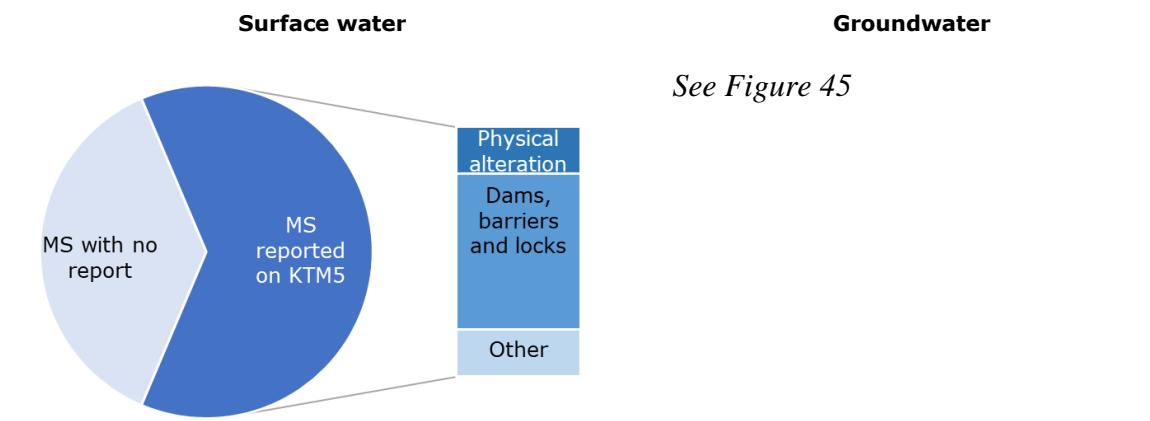 Surface water
Groundwater
See Figure 45
Physical
alteration
Dams,
barriers
and locks
MS
reported
on KTM5
MS with no
report
Other